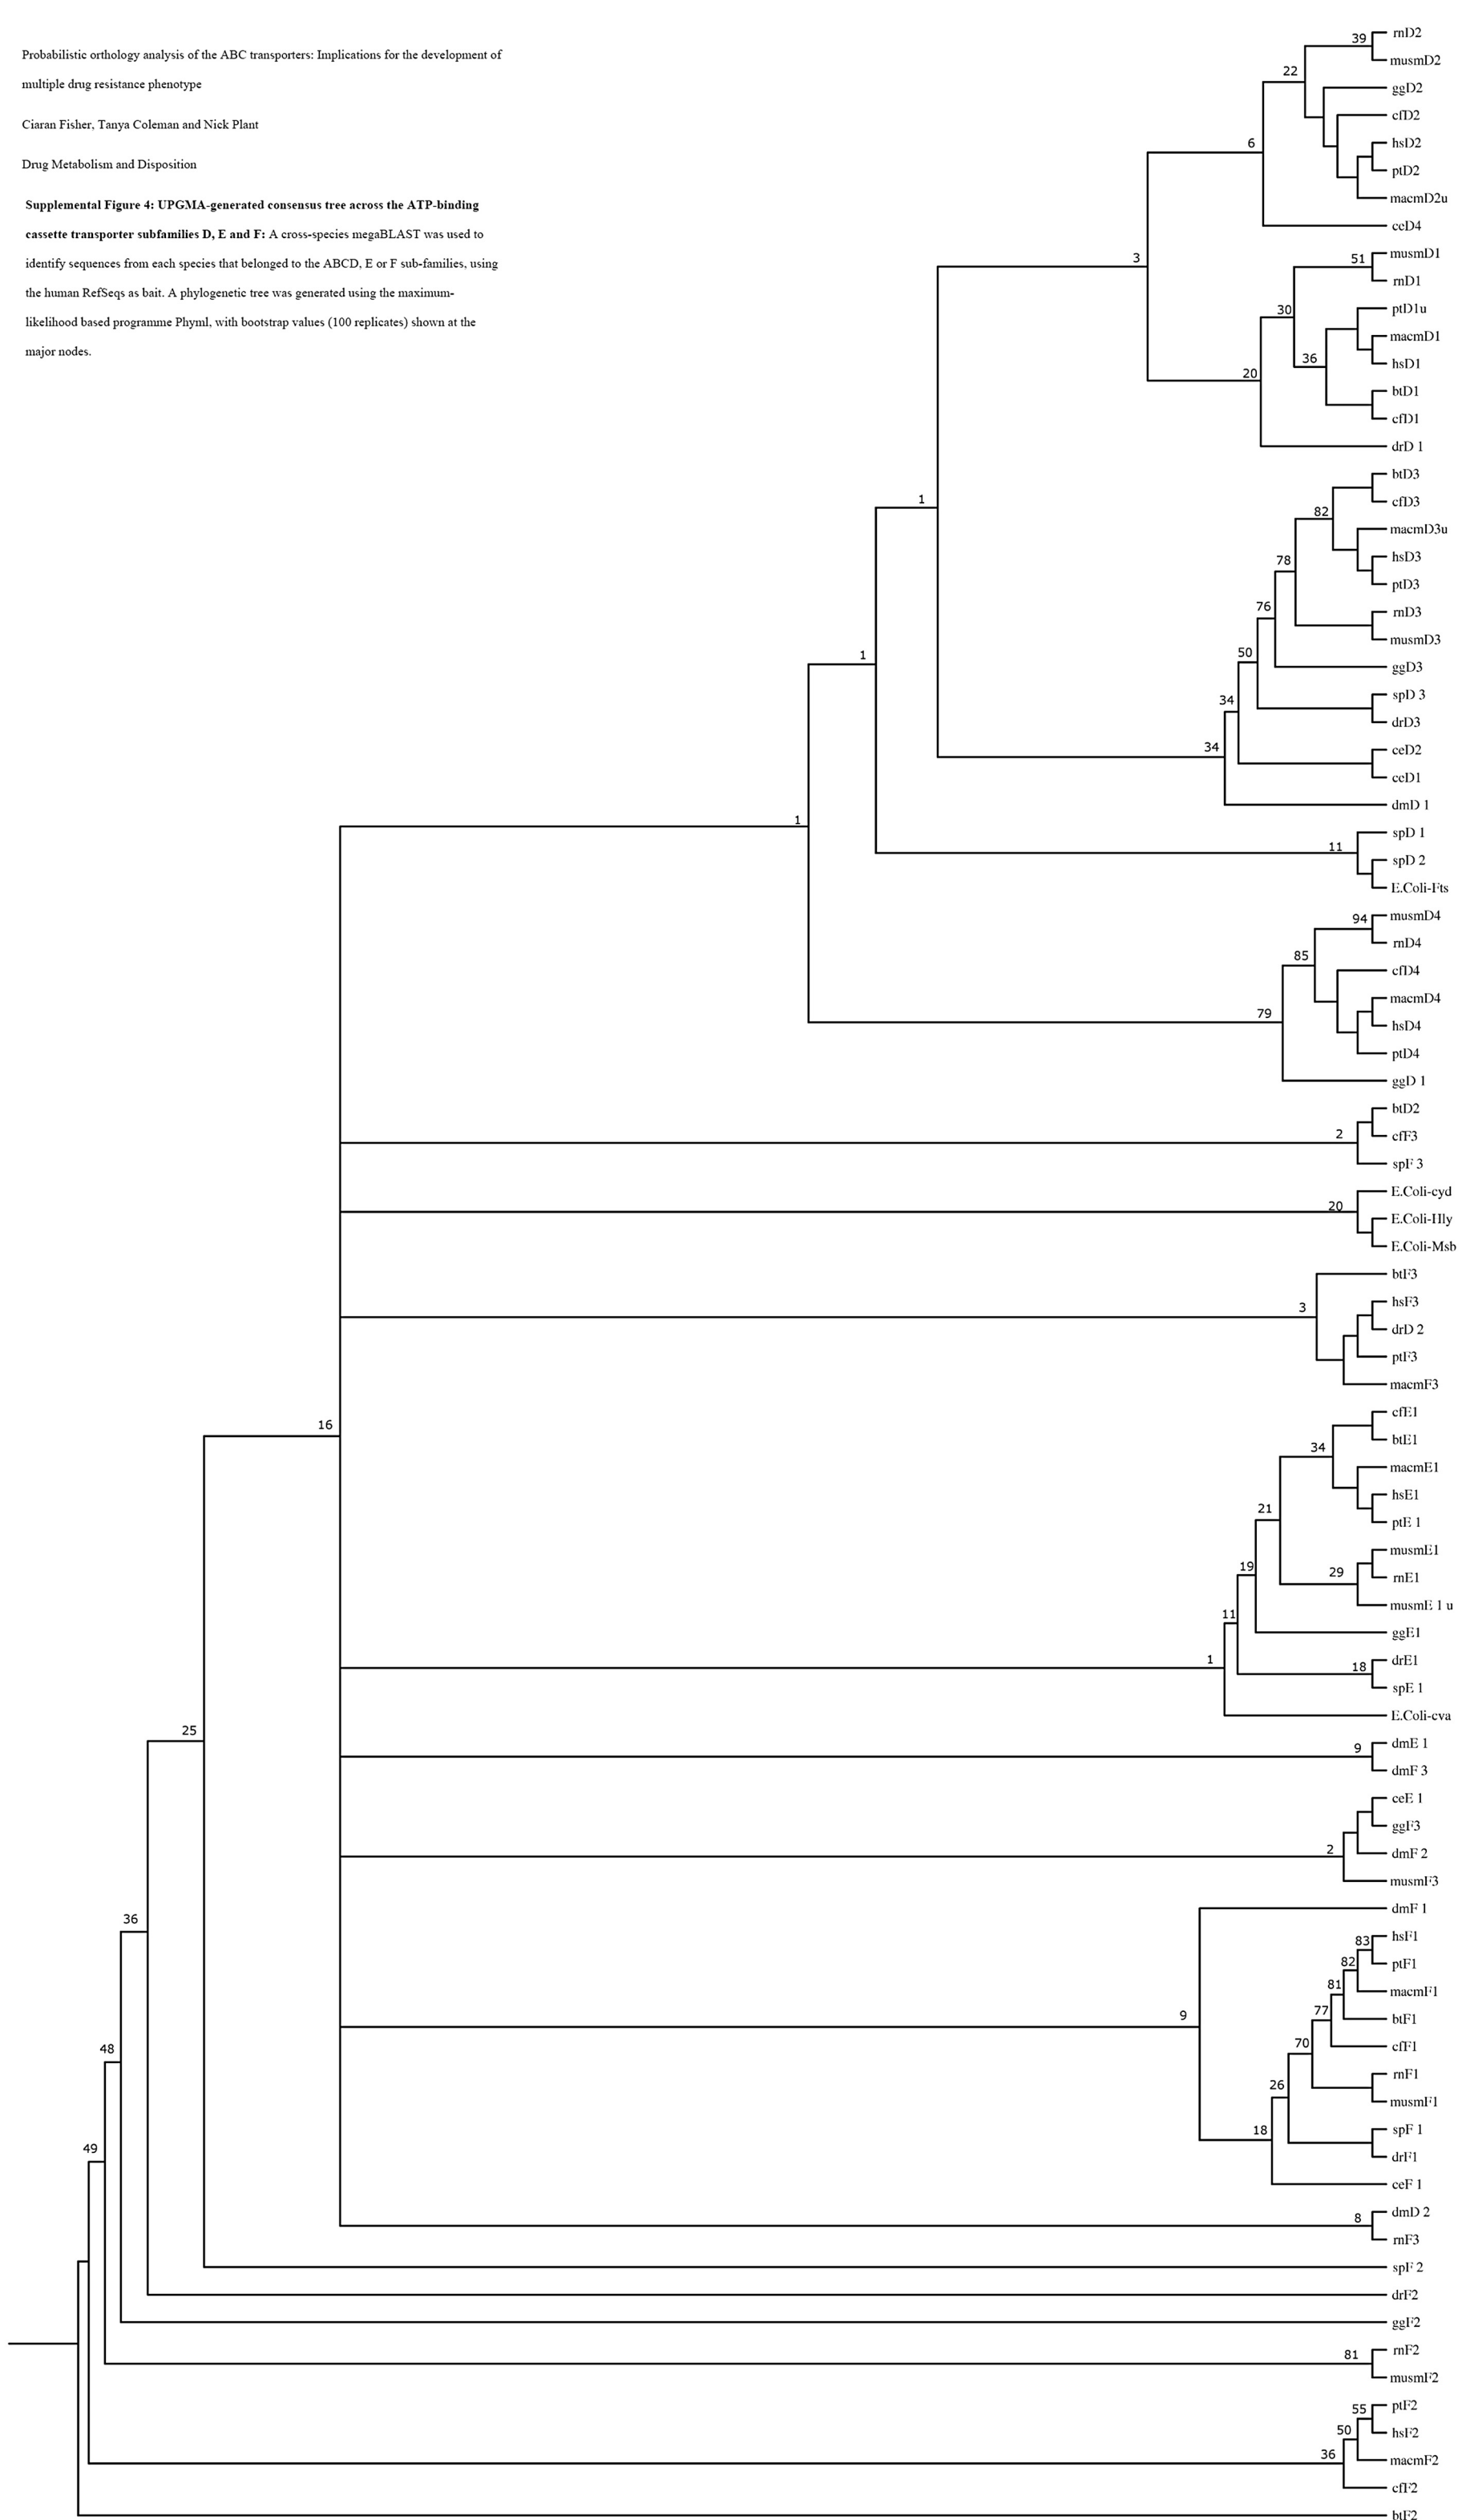 Probabilistic orthology analysis of the ABC transporters: Implications for the development of
multiple drug resistance phenotype
Ciaran Fisher, Tanya Coleman and Nick Plant
Drug Metabolism and Disposition
Supplemental Figure 4: UPGMA-generated consensus tree across the ATP-binding
cassette transporter subfamilies D, E and F: A cross-species megaBLAST was used to
identify sequences from each species that belonged to the ABCD, E or F sub-families, using
the human RefSeqs as bait. A phylogenetic tree was generated using the maximum-
likelihood based programme Phyml, with bootstrap values (100 replicates) shown at the
major nodes.
rnD2
39
musmD2
22
ggD2
cfD2
hsD2
6
ptD2
macmD2u
ceD4
musmD1
3
51
rnD1
30
ptD1u
macmD1
36
hsD1
20
btD1
cfD1
drD 1
btD3
1
cfD3
82
macmD3u
78
hsD3
ptD3
76
rnD3
musmD3
1
50
ggD3
34
spD 3
drD3
34
ceD2
ceD1
dmD 1
1
spD 1
11
spD 2
E.Coli-Fts
musmD4
94
rnD4
85
cfD4
macmD4
79
hsD4
ptD4
ggD 1
btD2
2
cfF3
spF 3
E.Coli-cyd
20
E.Coli-Hly
E.Coli-Msb
btF3
3
hsF3
drD 2
ptF3
macmF3
cfE1
16
btE1
34
macmE1
21
hsE1
ptE 1
musmE1
19
29
rnE1
musmE 1 u
11
ggE1
1
drE1
18
spE 1
E.Coli-cva
25
dmE 1
9
dmF 3
ceE 1
ggF3
2
dmF 2
musmF3
dmF 1
36
hsF1
83
ptF1
82
macmF1
81
btF1
9
77
cfF1
48
70
rnF1
26
musmF1
18
spF 1
49
drF1
ceF 1
dmD 2
8
rnF3
spF 2
drF2
ggF2
rnF2
81
musmF2
ptF2
55
hsF2
50
macmF2
36
cfF2
btF2